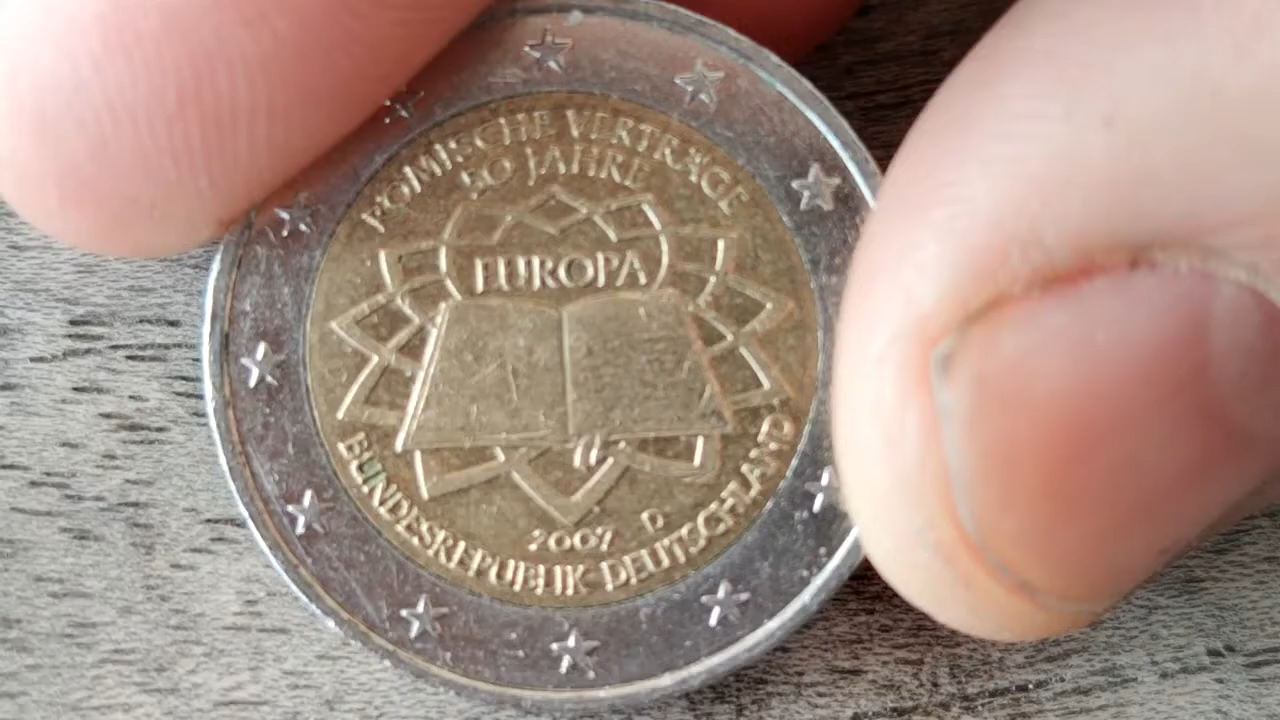 RÖMISCHE VERTRÄGE
50 JAHRE
EUROPA
2007 D
BUNDESREPUBLIK DEUTSCHLAND